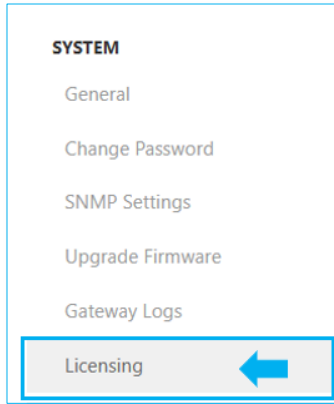 SYSTEM
General
Change Password
SNMP Settings
Upgrade Firmware
Gateway Logs
Licensing